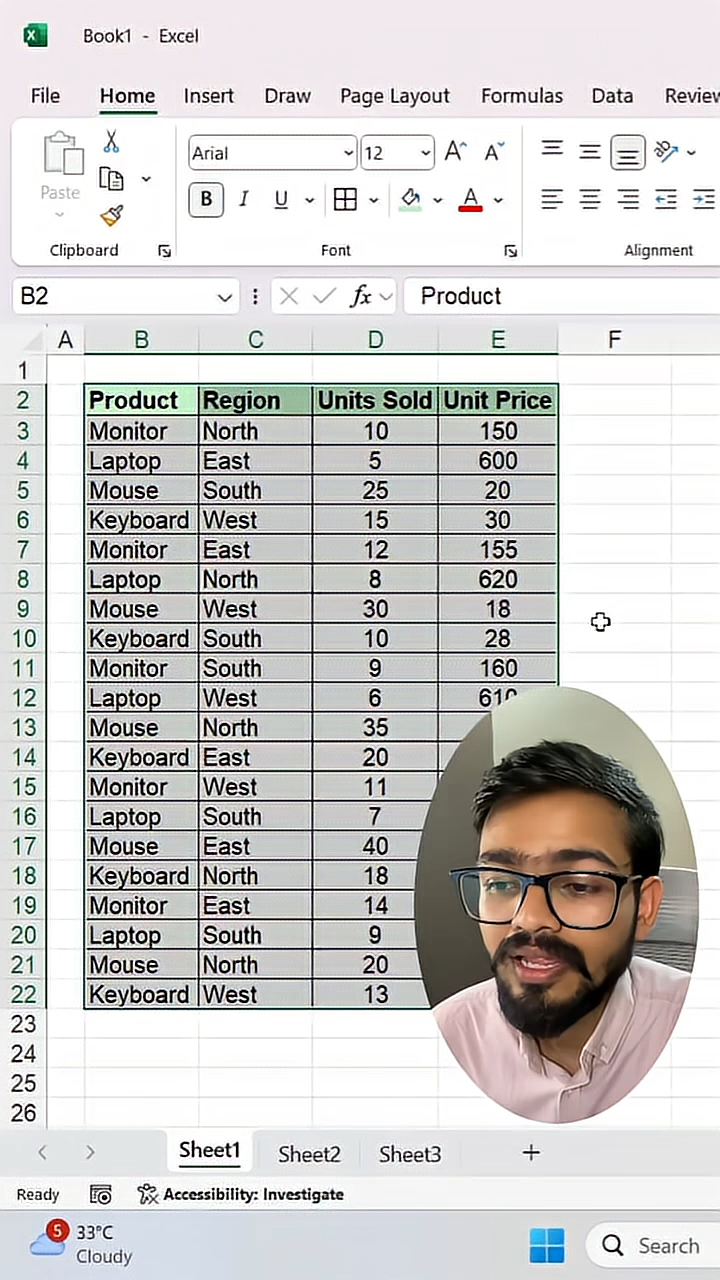 Book1 - Excel
File Home Insert Draw Page Layout Formulas Data Review
Paste
Arial 12 A A
B I U A
Clipboard Font Alignment
B2 fx Product
A B C D E F
1
2 Product Region Units Sold Unit Price
3 Monitor North 10 150
4 Laptop East 5 600
5 Mouse South 25 20
6 Keyboard West 15 30
7 Monitor East 12 155
8 Laptop North 8 620
9 Mouse West 30 18
10 Keyboard South 10 28
11 Monitor South 9 160
12 Laptop West 6 610
13 Mouse North 35
14 Keyboard East 20
15 Monitor West 11
16 Laptop South 7
17 Mouse East 40
18 Keyboard North 18
19 Monitor East 14
20 Laptop South 9
21 Mouse North 20
22 Keyboard West 13
23
24
25
26
Sheet1 Sheet2 Sheet3
Ready Accessibility: Investigate
5 33°C
Cloudy
Search